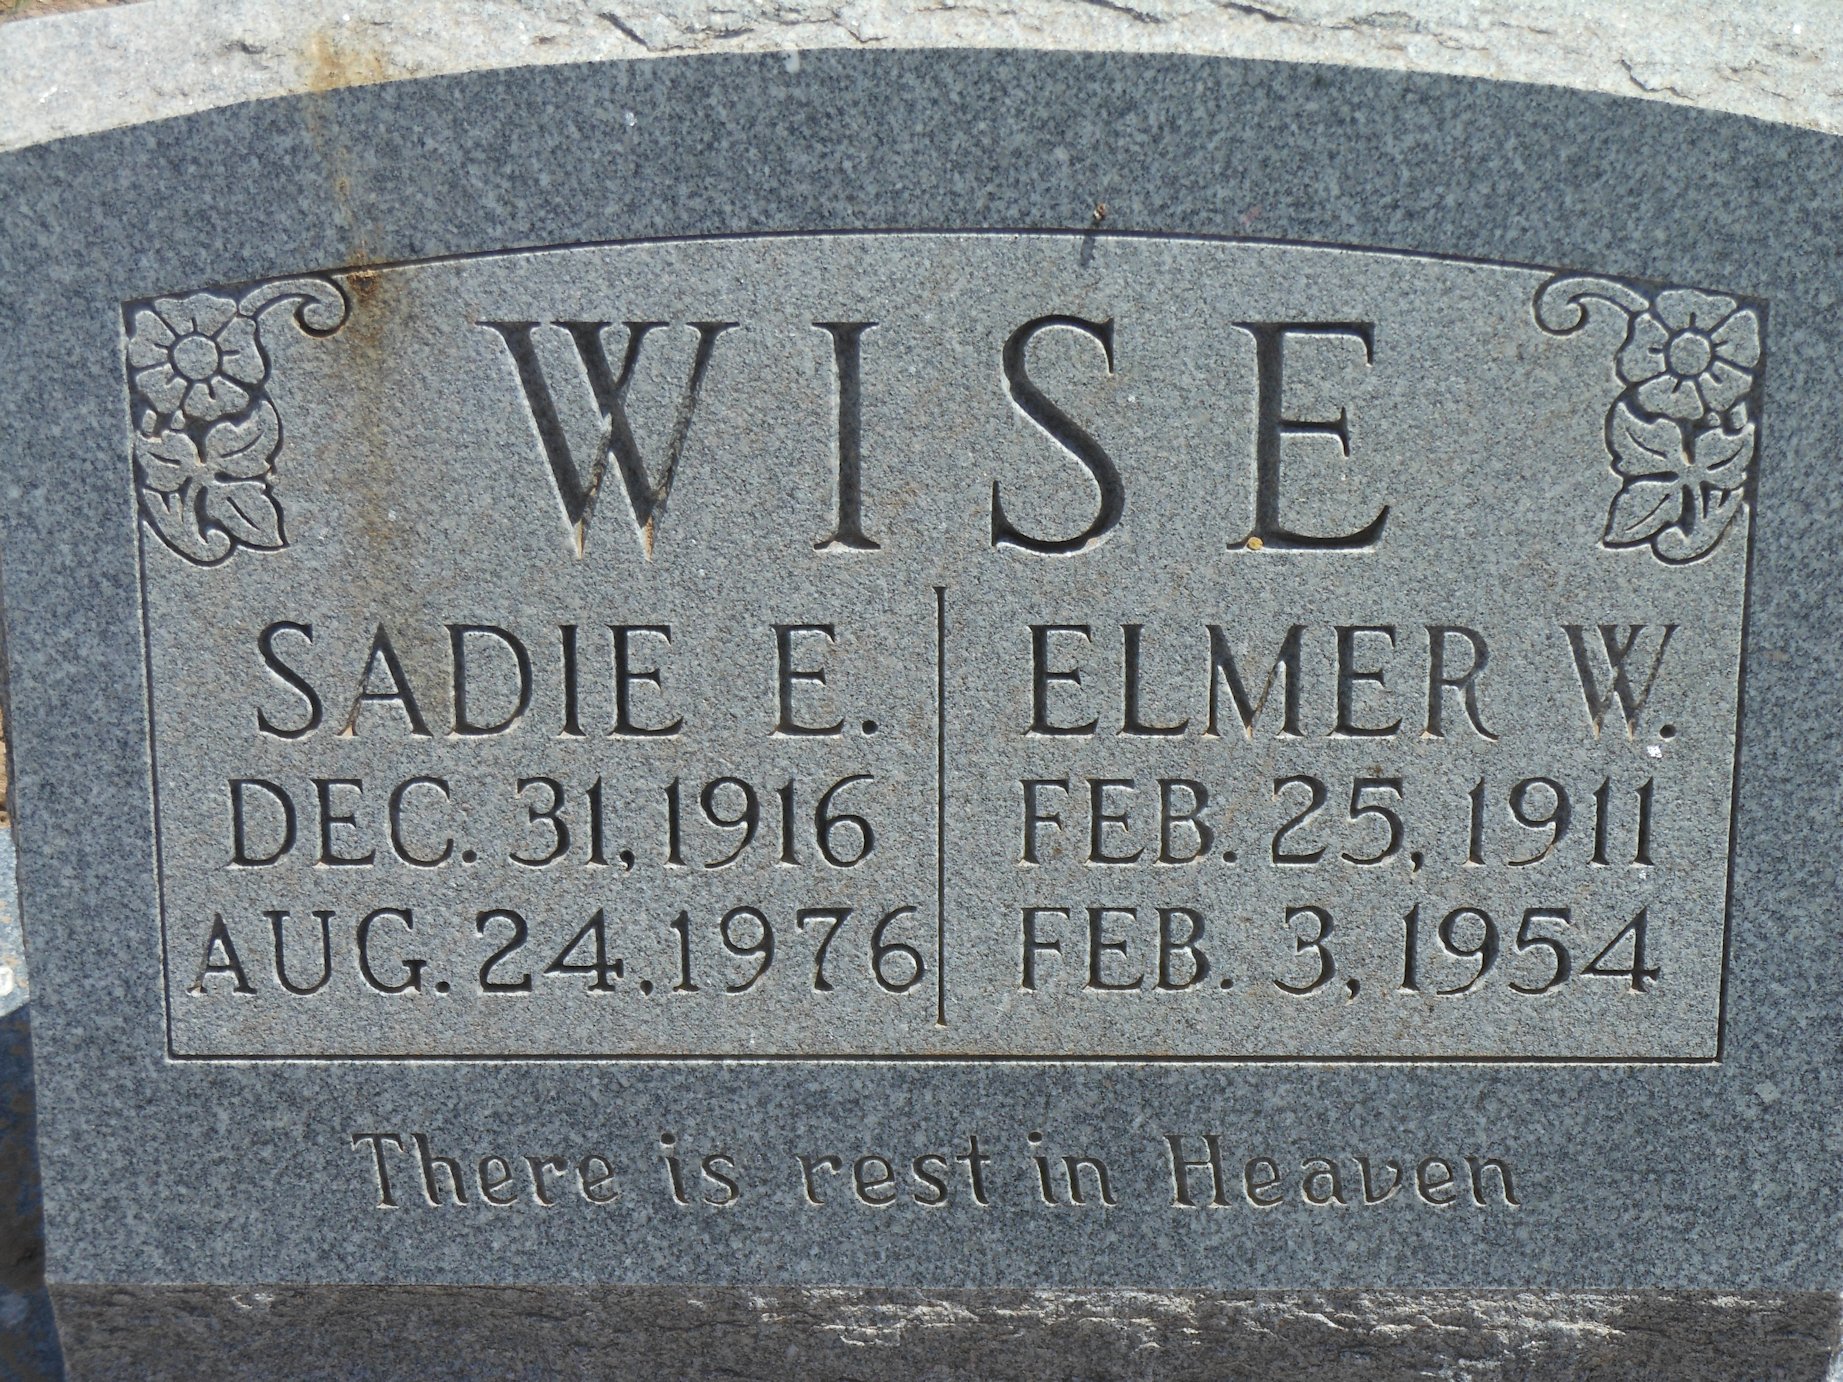 WISE
SADIE E.
DEC. 31, 1916
AUG. 24, 1976
ELMER W.
FEB. 25, 1911
FEB. 3, 1954
There is rest in Heaven